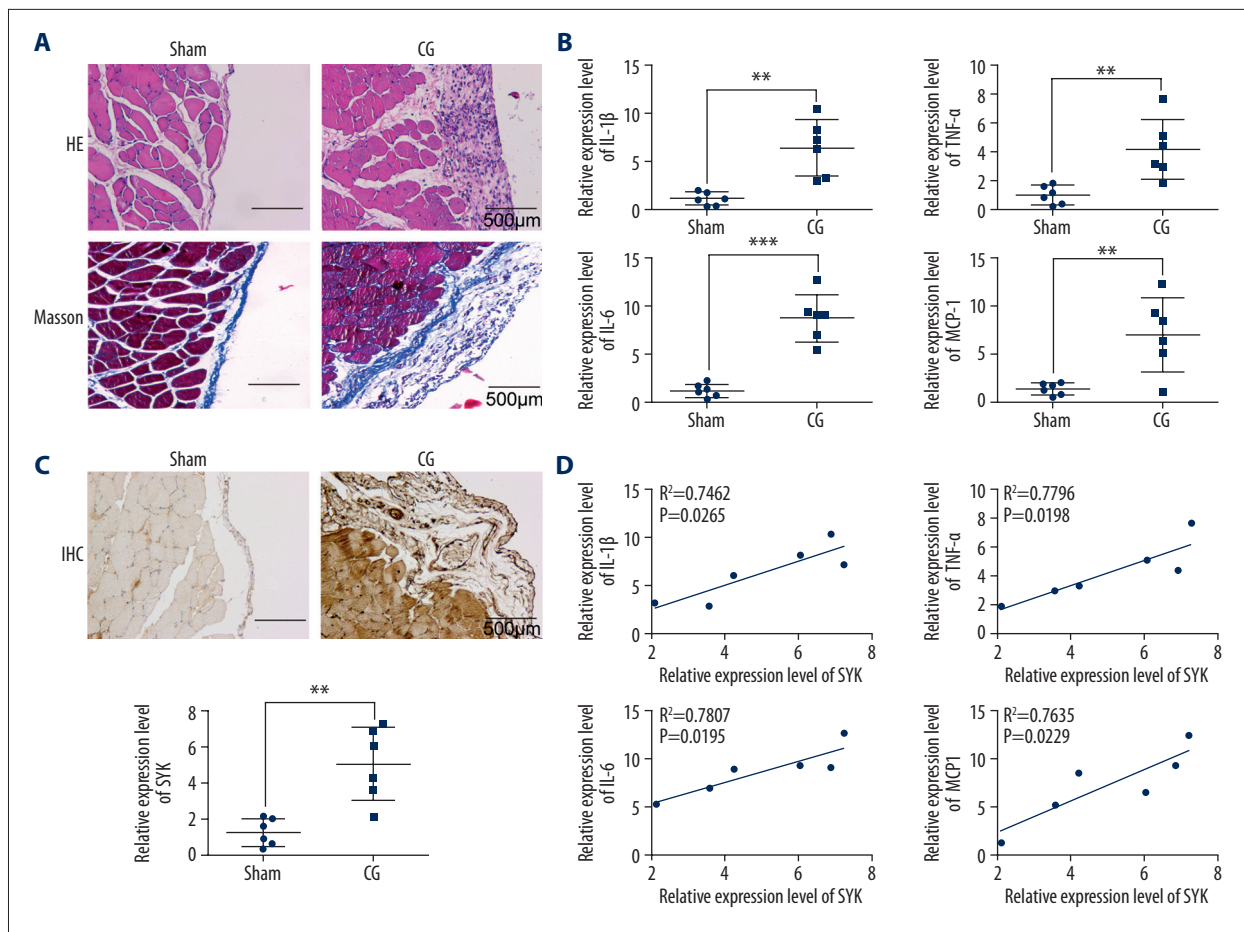 A
Sham
CG
HE
500μm
Masson
500μm
B
Relative expression level
of IL-1β
15
10
5
0
**
Sham
CG
Relative expression level
of TNF-α
10
8
6
4
2
0
**
Sham
CG
Relative expression level
of IL-6
15
10
5
0
***
Sham
CG
Relative expression level
of MCP-1
15
10
5
0
**
Sham
CG
C
Sham
CG
IHC
500μm
Relative expression level
of SYK
8
6
4
2
0
**
Sham
CG
D
Relative expression level
of IL-1β
15
10
5
0
R²=0.7462
P=0.0265
2
4
6
8
Relative expression level of SYK
Relative expression level
of TNF-α
10
8
6
4
2
0
R²=0.7796
P=0.0198
2
4
6
8
Relative expression level of SYK
Relative expression level
of IL-6
15
10
5
0
R²=0.7807
P=0.0195
2
4
6
8
Relative expression level of SYK
Relative expression level
of MCP1
15
10
5
0
R²=0.7635
P=0.0229
2
4
6
8
Relative expression level of SYK